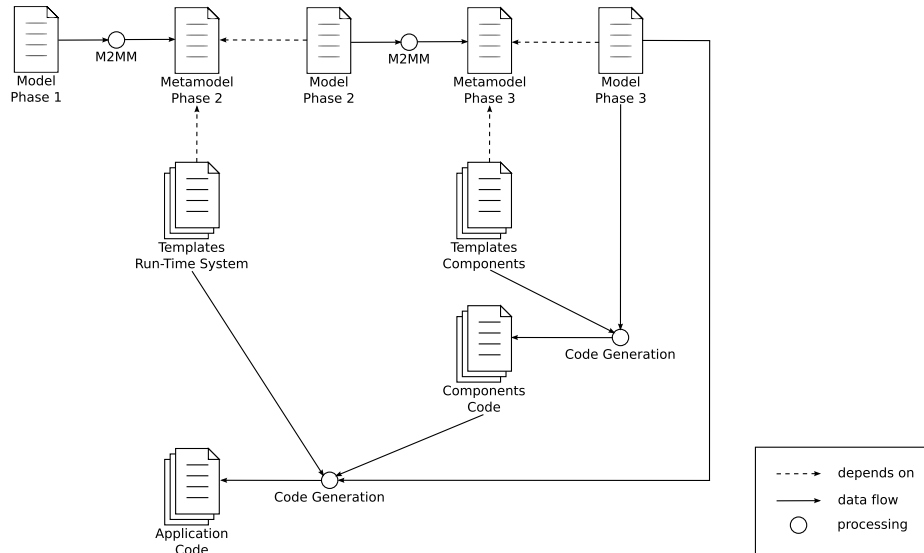 M2MM
M2MM
Model
Phase 1
Metamodel
Phase 2
Model
Phase 2
Metamodel
Phase 3
Model
Phase 3
Templates
Run-Time System
Templates
Components
Code Generation
Components
Code
Code Generation
Application
Code
depends on
data flow
processing